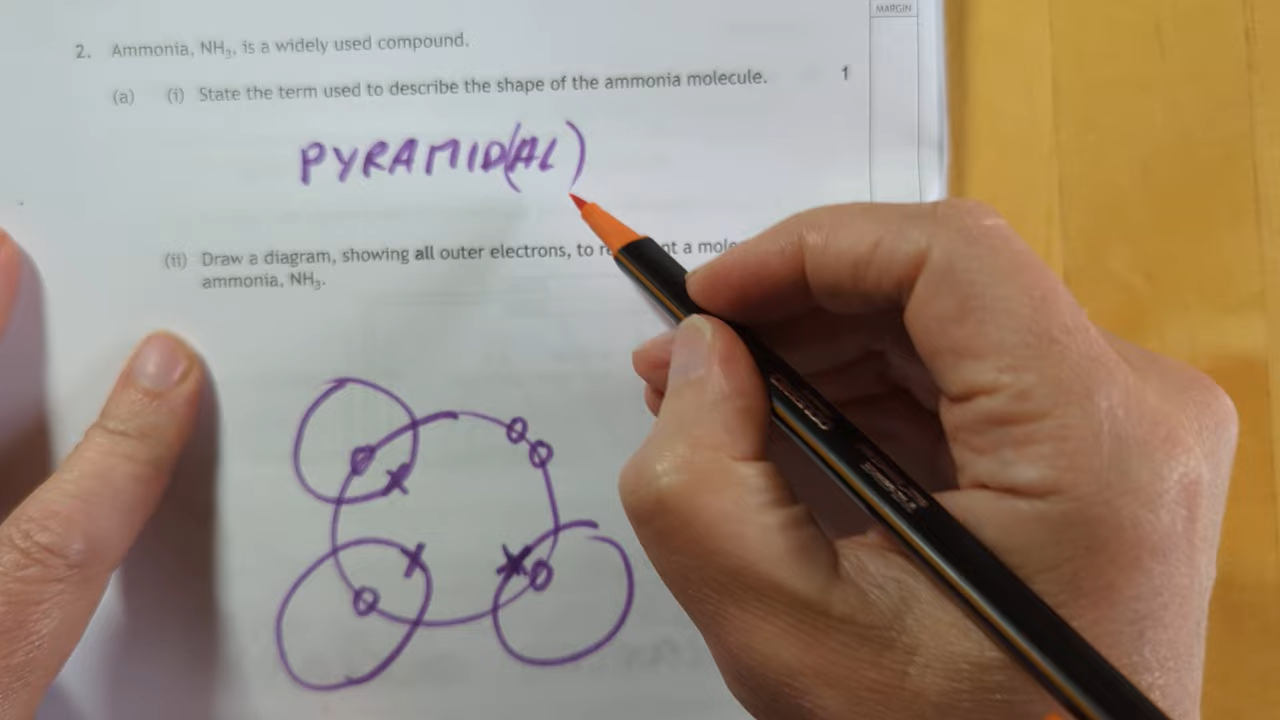 MARGIN
2. Ammonia, NH₃, is a widely used compound.
(a) (i) State the term used to describe the shape of the ammonia molecule. 1
PYRAMID(AL)
(ii) Draw a diagram, showing all outer electrons, to a
ammonia, NH₃.